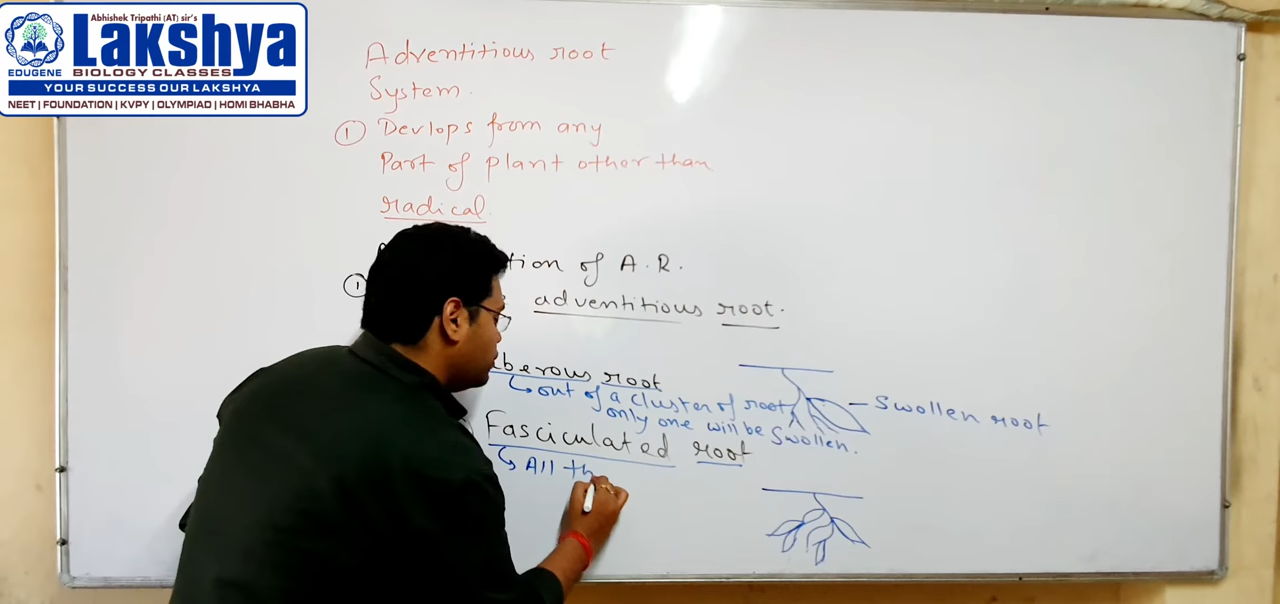 Abhishek Tripathi (AT) sir's
Lakshya
EDUGENE
BIOLOGY CLASSES
YOUR SUCCESS OUR LAKSHYA
NEET | FOUNDATION | KVPY | OLYMPIAD | HOMI BHABHA
Adventitious root
System.
① Devlops from any
Part of plant other than
radical.
tion of A.R.
① adventitious root.
berous root
↳ out of a cluster of root
only one will be Swollen.
Swollen root
Fasciculated root
↳ All th